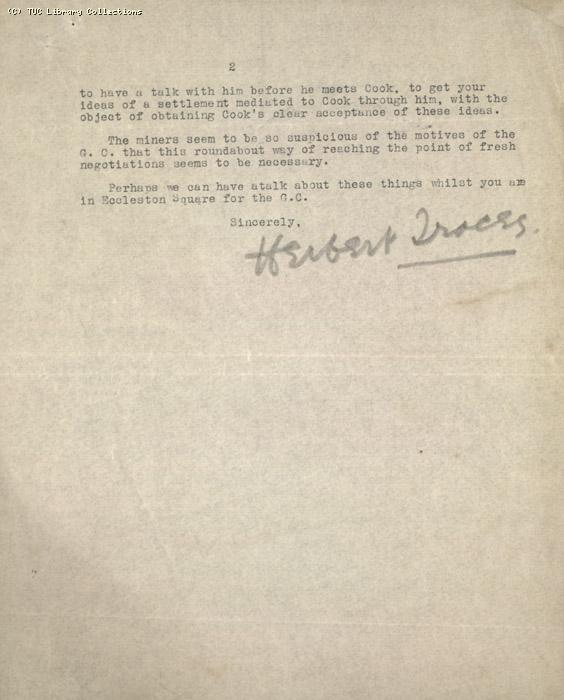 (C) TUC Library Collections
2
to have a talk with him before he meets Cook, to get your
ideas of a settlement mediated to Cook through him, with the
object of obtaining Cook's clear acceptance of these ideas.
The miners seem to be so suspicious of the motives of the
G. C. that this roundabout way of reaching the point of fresh
negotiations seems to be necessary.
Perhaps we can have atalk about these things whilst you are
in Eccleston Square for the G.C.
Sincerely,
Herbert Tracey.